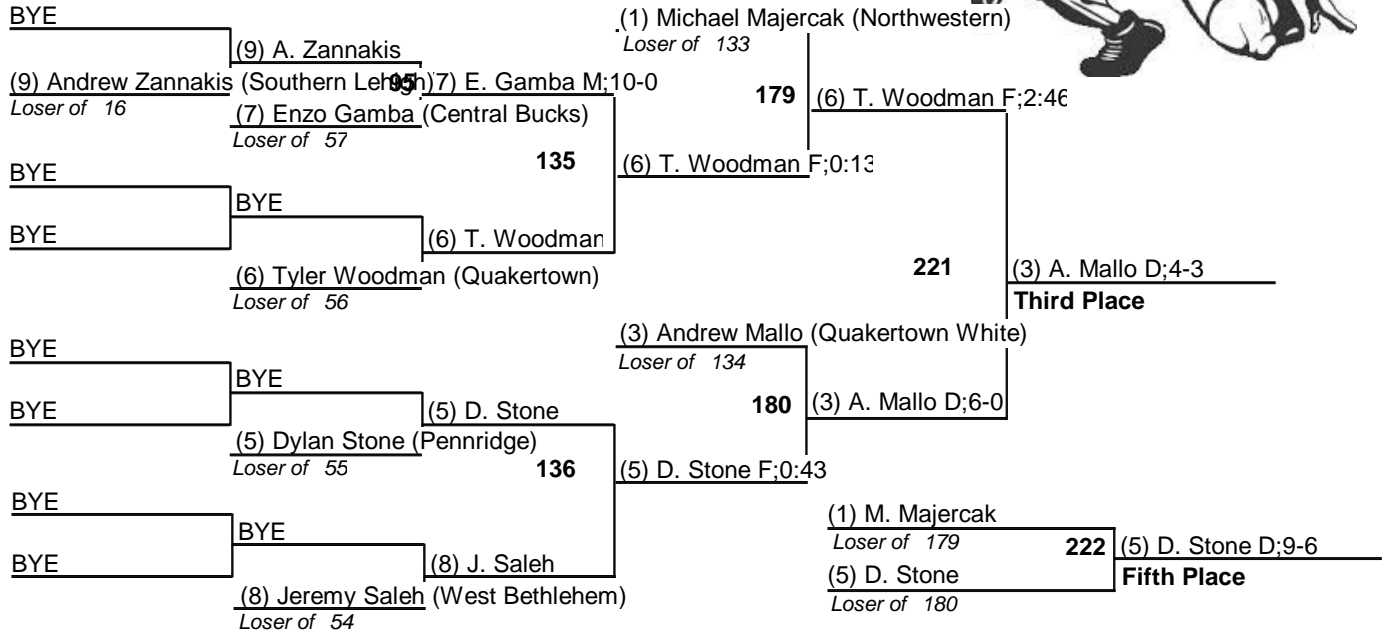 BYE
(9) A. Zannakis
(9) Andrew Zannakis (Southern Lehigh)
Loser of 16
95
(7) E. Gamba M;10-0
(7) Enzo Gamba (Central Bucks)
Loser of 57
135
BYE
BYE
BYE
(6) T. Woodman
(6) Tyler Woodman (Quakertown)
Loser of 56
(1) Michael Majercak (Northwestern)
Loser of 133
179
(6) T. Woodman F;2:46
(6) T. Woodman F;0:13
221
(3) A. Mallo D;4-3
Third Place
BYE
BYE
BYE
(5) D. Stone
(5) Dylan Stone (Pennridge)
Loser of 55
136
(3) Andrew Mallo (Quakertown White)
Loser of 134
180
(3) A. Mallo D;6-0
(5) D. Stone F;0:43
BYE
BYE
BYE
(8) J. Saleh
(8) Jeremy Saleh (West Bethlehem)
Loser of 54
(1) M. Majercak
Loser of 179
222
(5) D. Stone D;9-6
(5) D. Stone
Fifth Place
Loser of 180